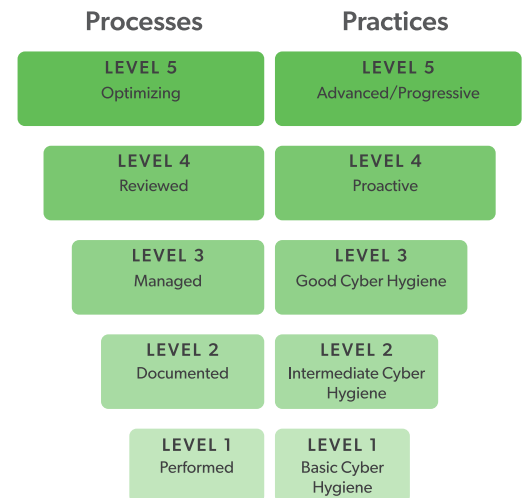 Processes
Practices
LEVEL 5
Optimizing
LEVEL 5
Advanced/Progressive
LEVEL 4
Reviewed
LEVEL 4
Proactive
LEVEL 3
Managed
LEVEL 3
Good Cyber Hygiene
LEVEL 2
Documented
LEVEL 2
Intermediate Cyber
Hygiene
LEVEL 1
Performed
LEVEL 1
Basic Cyber
Hygiene